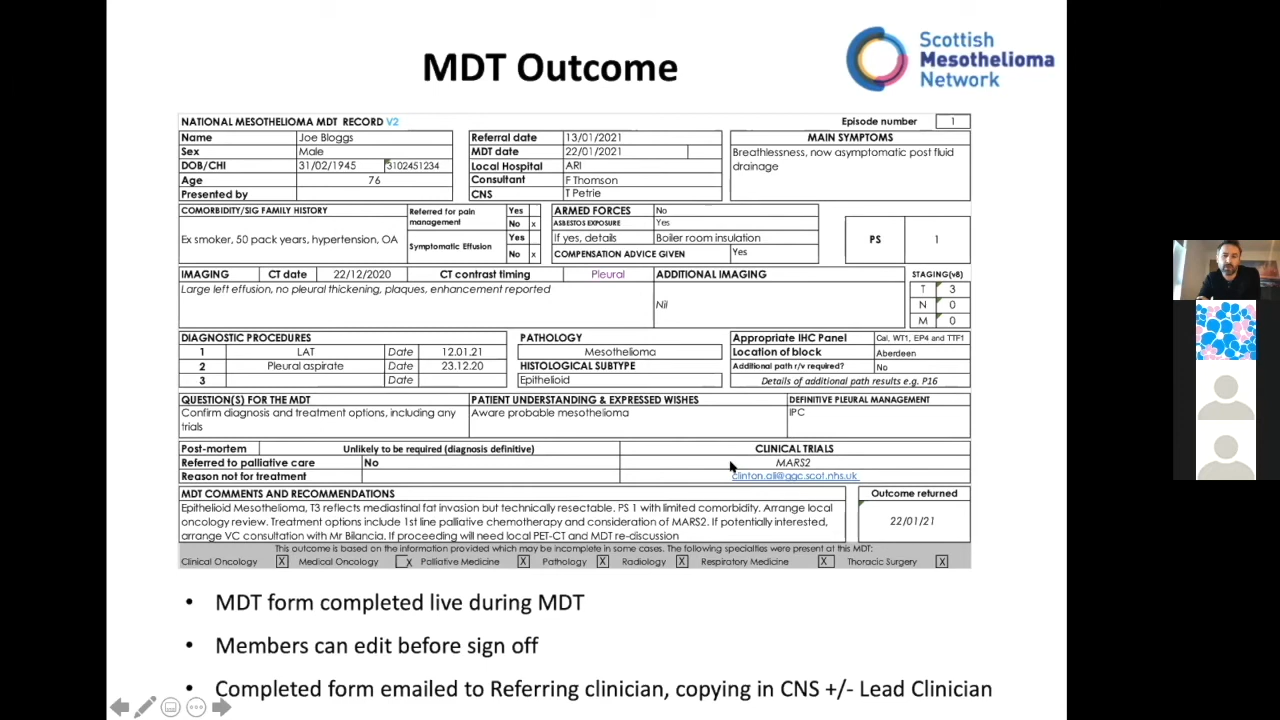 MDT Outcome
Scottish
Mesothelioma
Network
NATIONAL MESOTHELIOMA MDT RECORD V2 Episode number 1
Name Joe Bloggs Referral date 13/01/2021 MAIN SYMPTOMS
Sex Male MDT date 22/01/2021 Breathlessness, now asymptomatic post fluid
DOB/CHI 31/02/1945 3102451234 Local Hospital ARI drainage
Age 76 Consultant F Thomson
Presented by CNS T Petrie
COMORBIDITY/SIG FAMILY HISTORY Referred for pain management Yes ARMED FORCES No
No x ASBESTOS EXPOSURE Yes
Ex smoker, 50 pack years, hypertension, OA Symptomatic Effusion Yes If yes, details Boiler room insulation PS 1
No x COMPENSATION ADVICE GIVEN Yes
IMAGING CT date 22/12/2020 CT contrast timing Pleural ADDITIONAL IMAGING STAGING(v8)
Large left effusion, no pleural thickening, plaques, enhancement reported T 3
Nil N 0
M 0
DIAGNOSTIC PROCEDURES PATHOLOGY Appropriate IHC Panel Cal, WT1, EP4 and TTF1
1 LAT Date 12.01.21 Mesothelioma Location of block Aberdeen
2 Pleural aspirate Date 23.12.20 HISTOLOGICAL SUBTYPE Additional path r/v required? No
3 Date Epithelioid Details of additional path results e.g. P16
QUESTION(S) FOR THE MDT PATIENT UNDERSTANDING & EXPRESSED WISHES DEFINITIVE PLEURAL MANAGEMENT
Confirm diagnosis and treatment options, including any Aware probable mesothelioma IPC
trials
Post-mortem Unlikely to be required (diagnosis definitive) CLINICAL TRIALS
Referred to palliative care No MARS2
Reason not for treatment clinton.ali@ggc.scot.nhs.uk
MDT COMMENTS AND RECOMMENDATIONS Outcome returned
Epithelioid Mesothelioma, T3 reflects mediastinal fat invasion but technically resectable. PS 1 with limited comorbidity. Arrange local
oncology review. Treatment options include 1st line palliative chemotherapy and consideration of MARS2. If potentially interested, 22/01/21
arrange VC consultation with Mr Bilancia. If proceeding will need local PET-CT and MDT re-discussion
This outcome is based on the information provided which may be incomplete in some cases. The following specialties were present at this MDT:
Clinical Oncology X Medical Oncology X Palliative Medicine X Pathology X Radiology X Respiratory Medicine X Thoracic Surgery X
• MDT form completed live during MDT
• Members can edit before sign off
• Completed form emailed to Referring clinician, copying in CNS +/- Lead Clinician